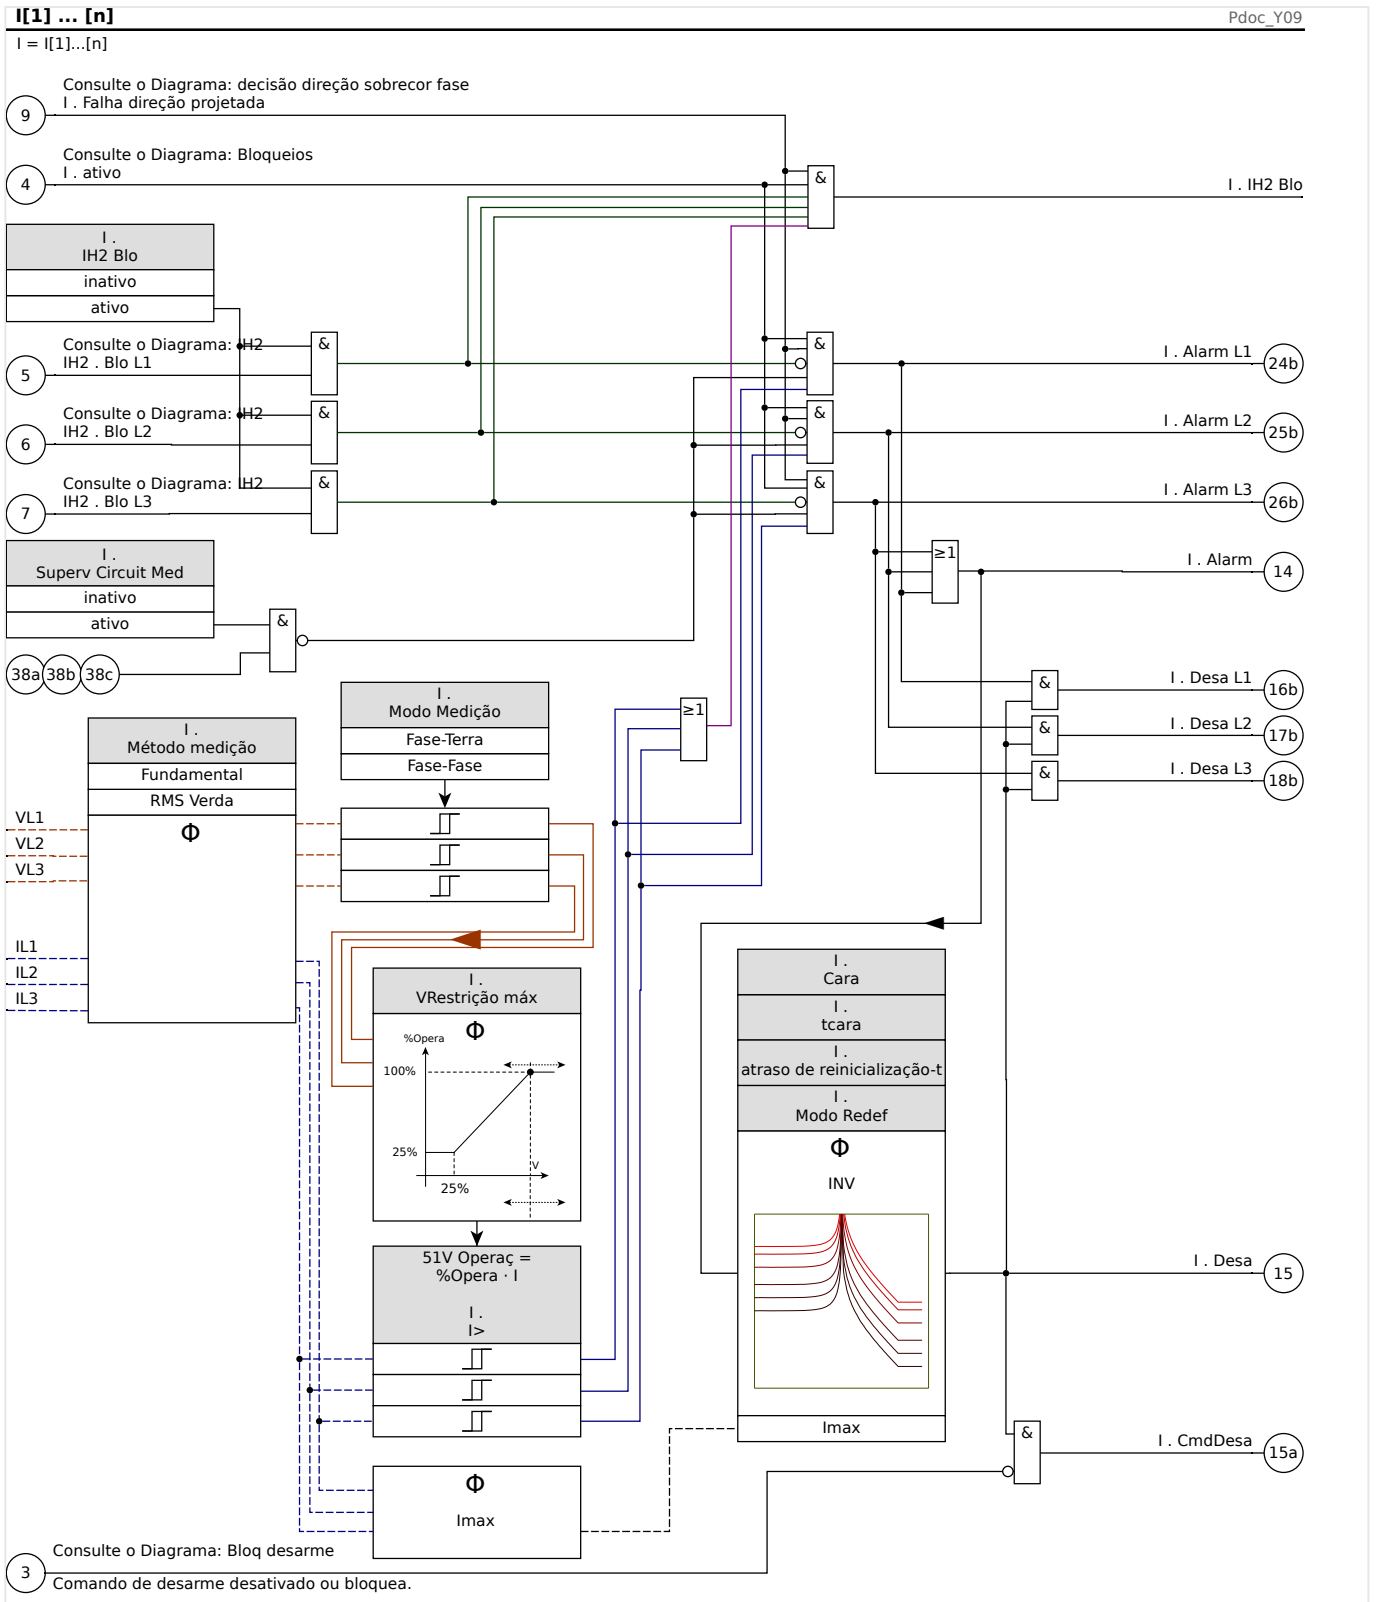 I[1] ... [n]
Pdoc_Y09
I = I[1]...[n]
Consulte o Diagrama: decisão direção sobrecor fase
I . Falha direção projetada
9
Consulte o Diagrama: Bloqueios
I . ativo
4
&
I . IH2 Blo
I .
IH2 Blo
inativo
ativo
Consulte o Diagrama: IH2
IH2 . Blo L1
5
&
&
I . Alarm L1
24b
Consulte o Diagrama: IH2
IH2 . Blo L2
6
&
&
I . Alarm L2
25b
Consulte o Diagrama: IH2
IH2 . Blo L3
7
&
&
I . Alarm L3
26b
I .
Superv Circuit Med
inativo
ativo
&
38a
38b
38c
≥1
I . Alarm
14
&
I . Desa L1
16b
&
I . Desa L2
17b
&
I . Desa L3
18b
I .
Modo Medição
Fase-Terra
Fase-Fase
≥1
I .
Método medição
Fundamental
RMS Verda
Φ
VL1
VL2
VL3
IL1
IL2
IL3
I .
VRestrição máx
Φ
%Opera
100%
25%
V
25%
51V Operaç =
%Opera · I
I .
I>
I .
Cara
I .
tcara
I .
atraso de reinicialização-t
I .
Modo Redef
Φ
INV
Imax
I . Desa
15
&
I . CmdDesa
15a
Φ
Imax
Consulte o Diagrama: Bloq desarme
3
Comando de desarme desativado ou bloquea.